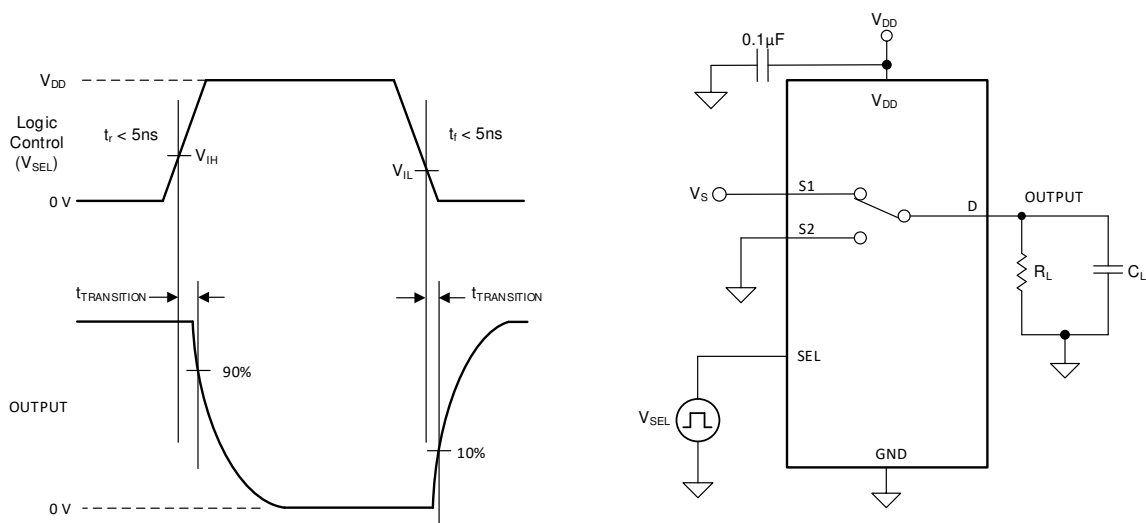 V_DD
Logic
Control
(V_SEL)
t_r < 5ns
V_IH
t_f < 5ns
V_IL
0 V
t_TRANSITION
t_TRANSITION
90%
OUTPUT
10%
0 V
V_DD
0.1µF
V_DD
V_S
S1
D
OUTPUT
S2
R_L
C_L
SEL
V_SEL
GND